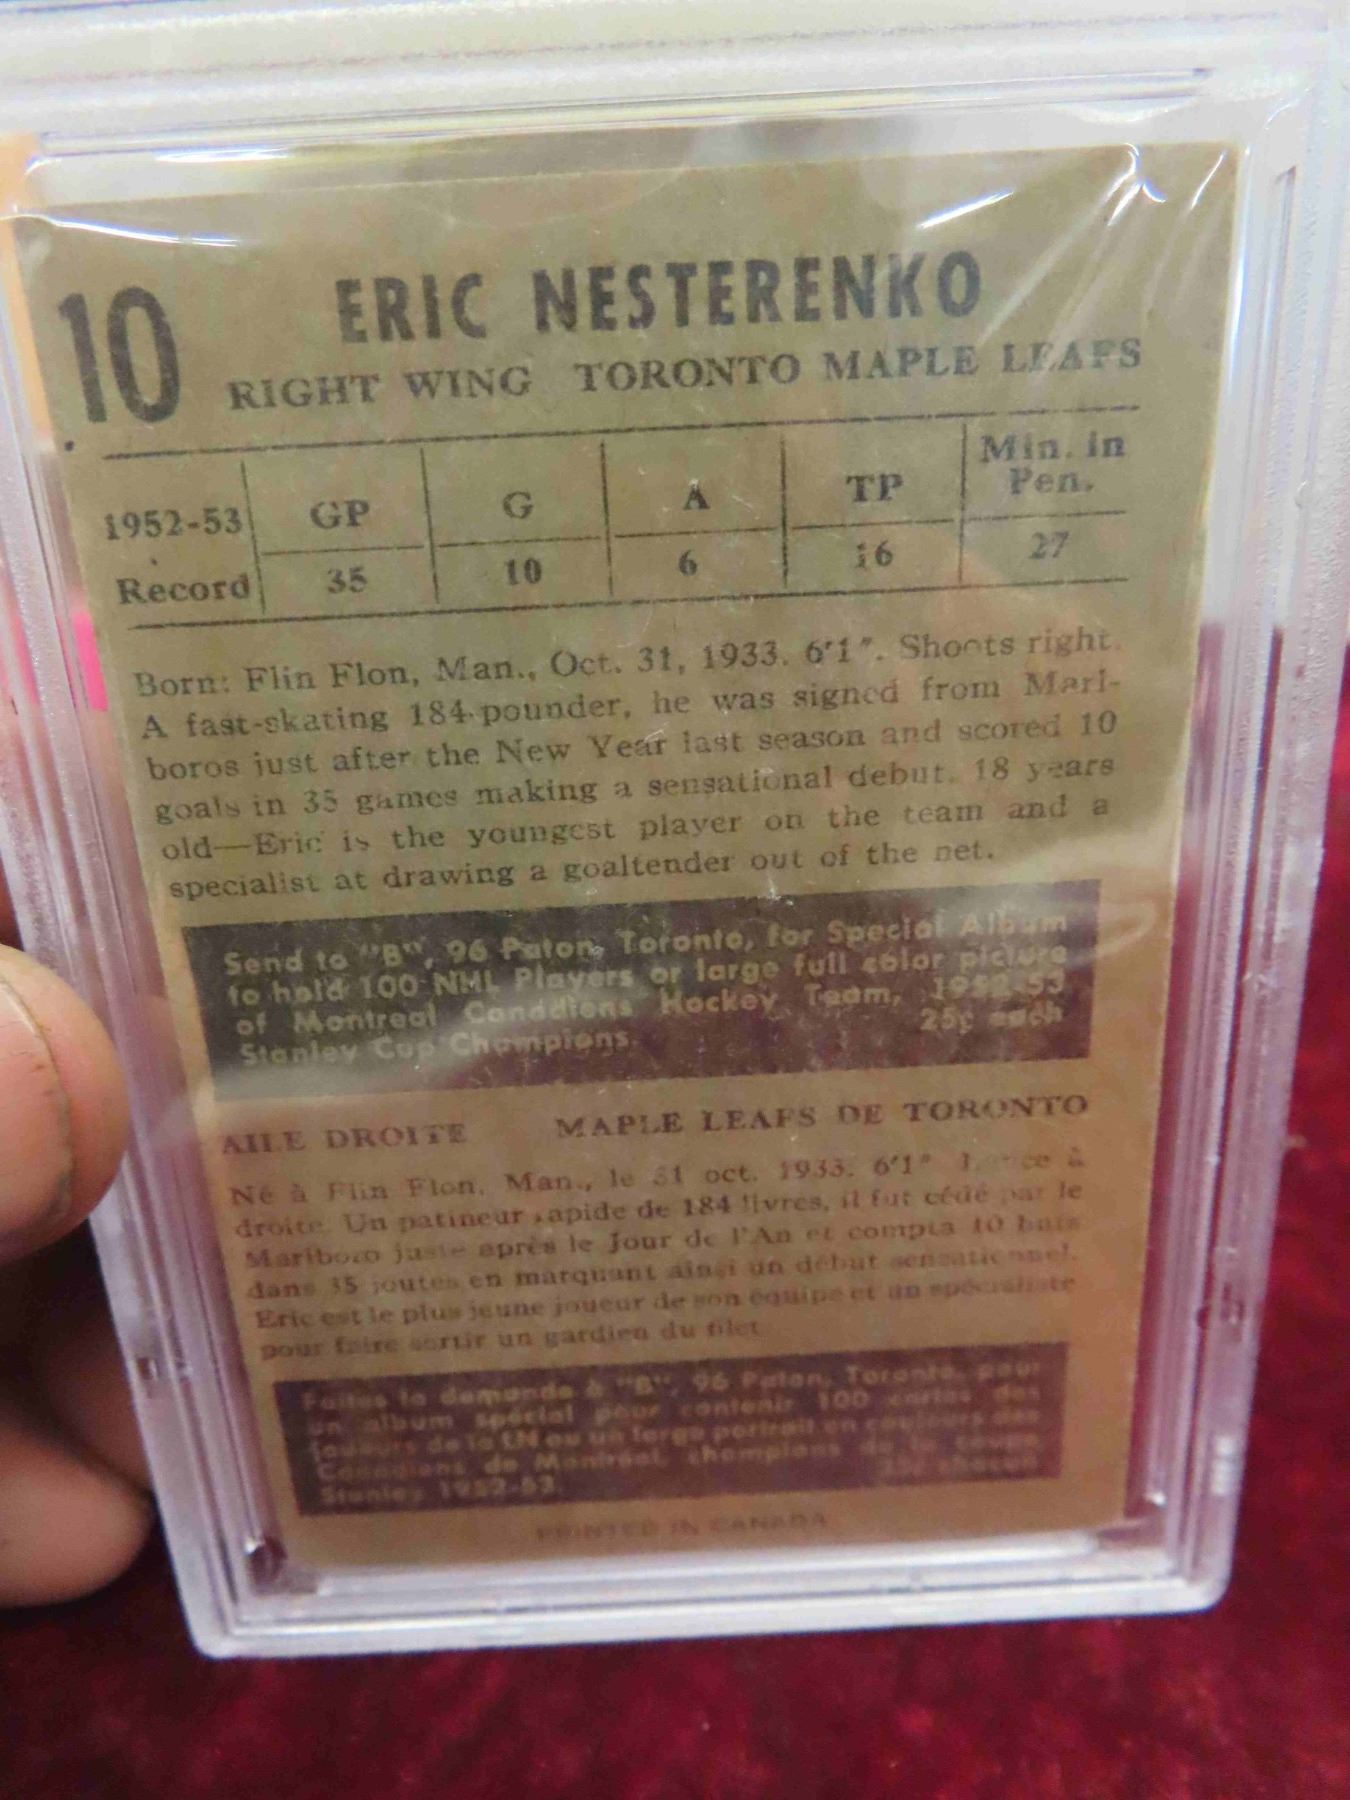 10
ERIC NESTERENKO
RIGHT WING TORONTO MAPLE LEAFS
1952-53 GP G A TP Min. in Pen.
Record 35 10 6 16 27
Born: Flin Flon, Man., Oct. 31, 1933. 6'1". Shoots right.
A fast-skating 184 pounder, he was signed from Marl-
boros just after the New Year last season and scored 10
goals in 35 games making a sensational debut. 18 years
old—Eric is the youngest player on the team and a
specialist at drawing a goaltender out of the net.
Send to "B", 96 Paton, Toronto, for Special Album
to hold 100 NHL Players or large full color picture
of Montreal Canadiens Hockey Team, 1952-53
Stanley Cup Champions. 25¢ each
AILE DROITE MAPLE LEAFS DE TORONTO
Né à Flin Flon, Man., le 31 oct. 1933. 6'1" Lance à
droite. Un patineur rapide de 184 livres, il fut cédé par le
Marlboro juste après le Jour de l'An et compta 10 buts
dans 35 joutes en marquant ainsi un début sensationnel.
Eric est le plus jeune joueur de son équipe et un spécialiste
pour faire sortir un gardien du filet
Faites la demande à "B", 96 Paton, Toronto, pour
un album spécial pour contenir 100 cartes des
joueurs de la LN ou un large portrait en couleurs des
Canadiens de Montréal, champions de la coupe
Stanley 1952-53. 25¢ chacun
PRINTED IN CANADA